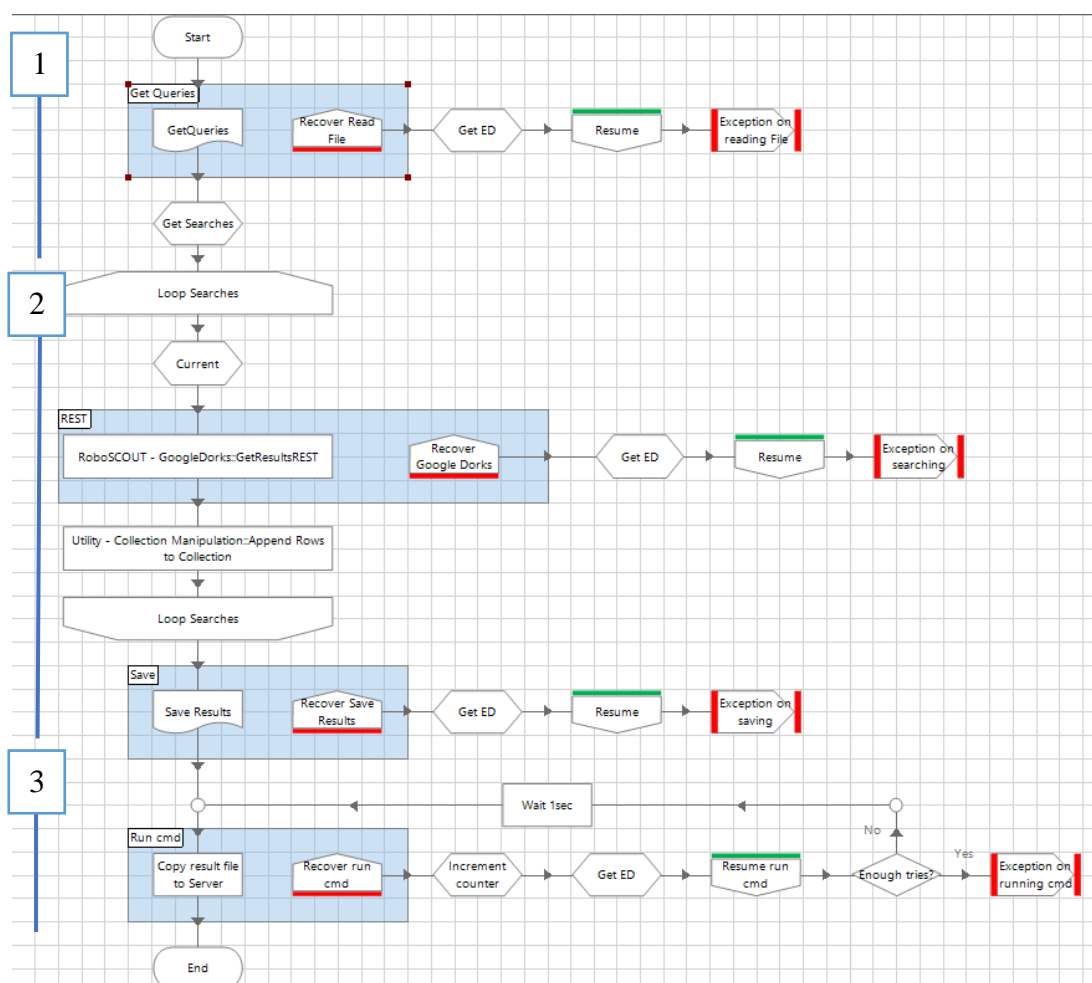 Start
1
Get Queries
GetQueries
Recover Read
File
Get ED
Resume
Exception on
reading File
Get Searches
2
Loop Searches
Current
REST
RoboSCOUT - GoogleDorks::GetResultsREST
Recover
Google Dorks
Get ED
Resume
Exception on
searching
Utility - Collection Manipulation::Append Rows
to Collection
Loop Searches
Save
Save Results
Recover Save
Results
Get ED
Resume
Exception on
saving
3
Wait 1sec
Run cmd
Copy result file
to Server
Recover run
cmd
Increment
counter
Get ED
Resume run
cmd
No
Enough tries?
Yes
Exception on
running cmd
End